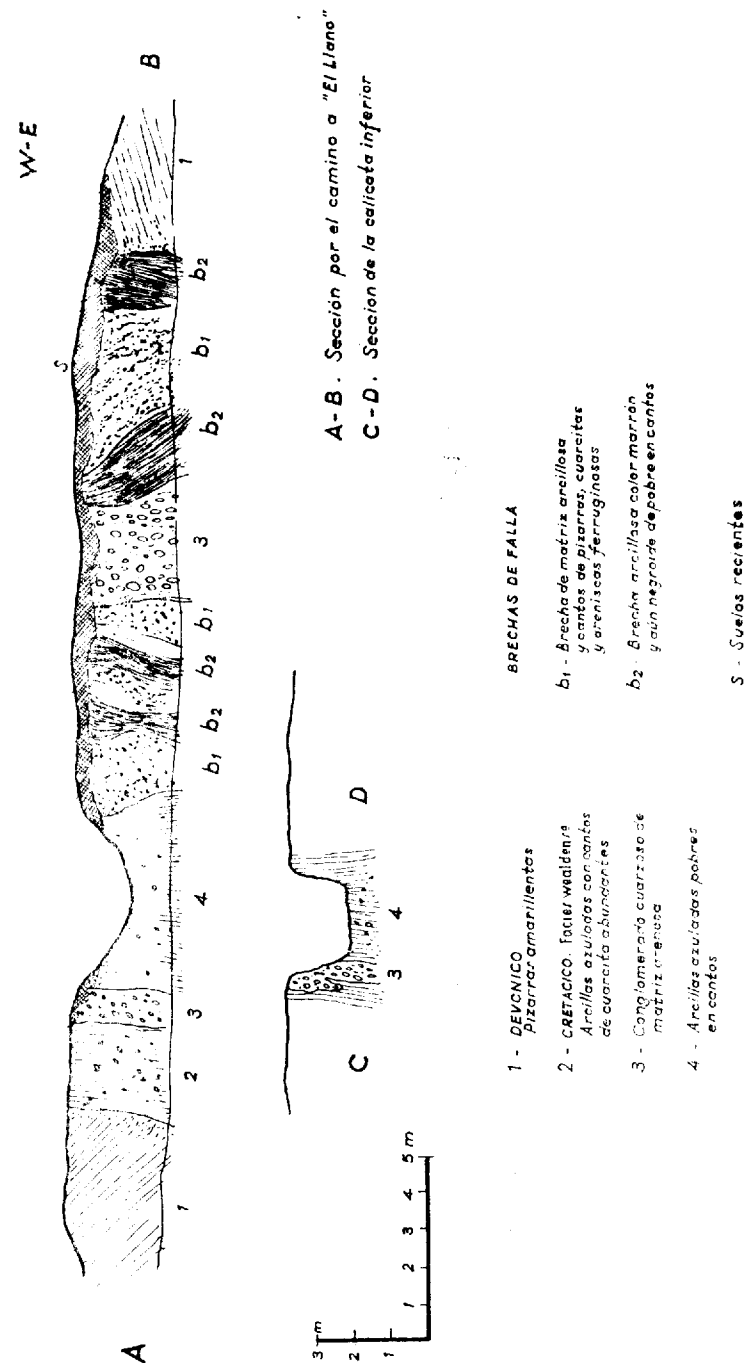 W-E
A
B
S
1
2
3
4
b1
b2
b2
b1
3
b2
b1
b2
1
A-B. Sección por el camino a "El Llano"
C-D. Seccion de la calicata inferior
C
D
3
4
3 m
2
1
1
2
3
4
5 m
1 - DEVONICO
Pizarras amarillentas
2 - CRETACICO. Facies wealdense
Arcillas azuladas con cantos
de cuarcita abundantes
3 - Conglomerado cuarzoso de
matriz arenosa
4 - Arcillas azuladas pobres
en cantos
BRECHAS DE FALLA
b1 - Brecha de matriz arcillosa
y cantos de pizarras, cuarcitas
y areniscas ferruginosas
b2 - Brecha arcillosa color marrón
y aún negroide depobre en cantos
S - Suelos recientes